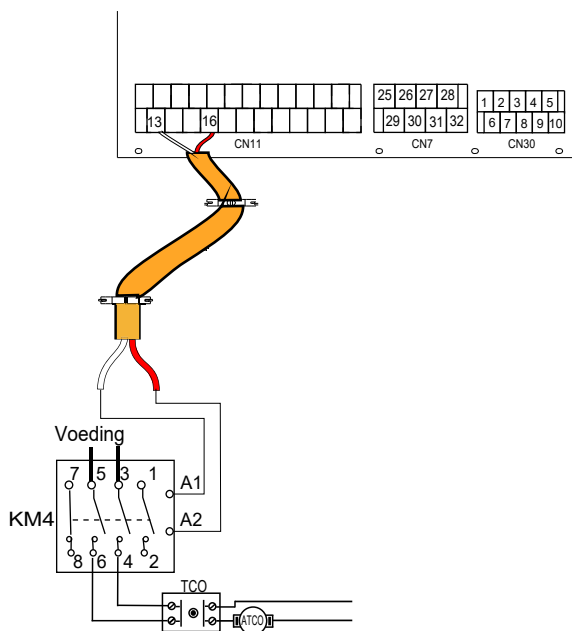 25 26 27 28
1 2 3 4 5
13 16
29 30 31 32
6 7 8 9 10
CN11 CN7 CN30
Voeding
7 5 3 1
A1
KM4
A2
8 6 4 2
TCO
ATCO